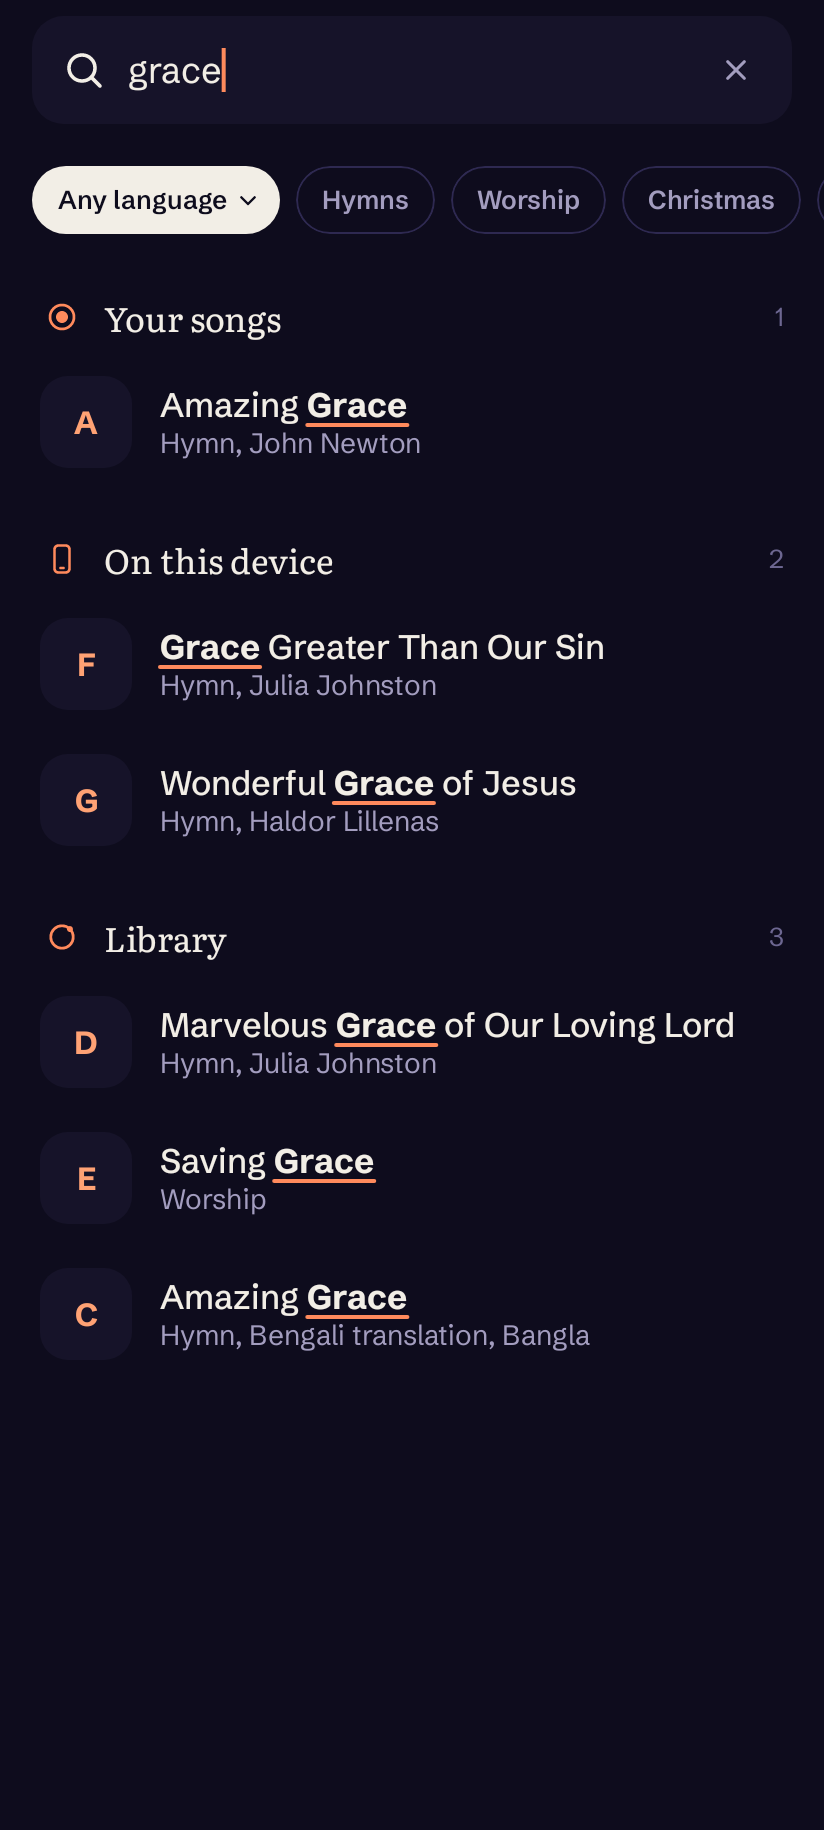 grace
Any language
Hymns
Worship
Christmas
Your songs
1
A
Amazing Grace
Hymn, John Newton
On this device
2
F
Grace Greater Than Our Sin
Hymn, Julia Johnston
G
Wonderful Grace of Jesus
Hymn, Haldor Lillenas
Library
3
D
Marvelous Grace of Our Loving Lord
Hymn, Julia Johnston
E
Saving Grace
Worship
C
Amazing Grace
Hymn, Bengali translation, Bangla